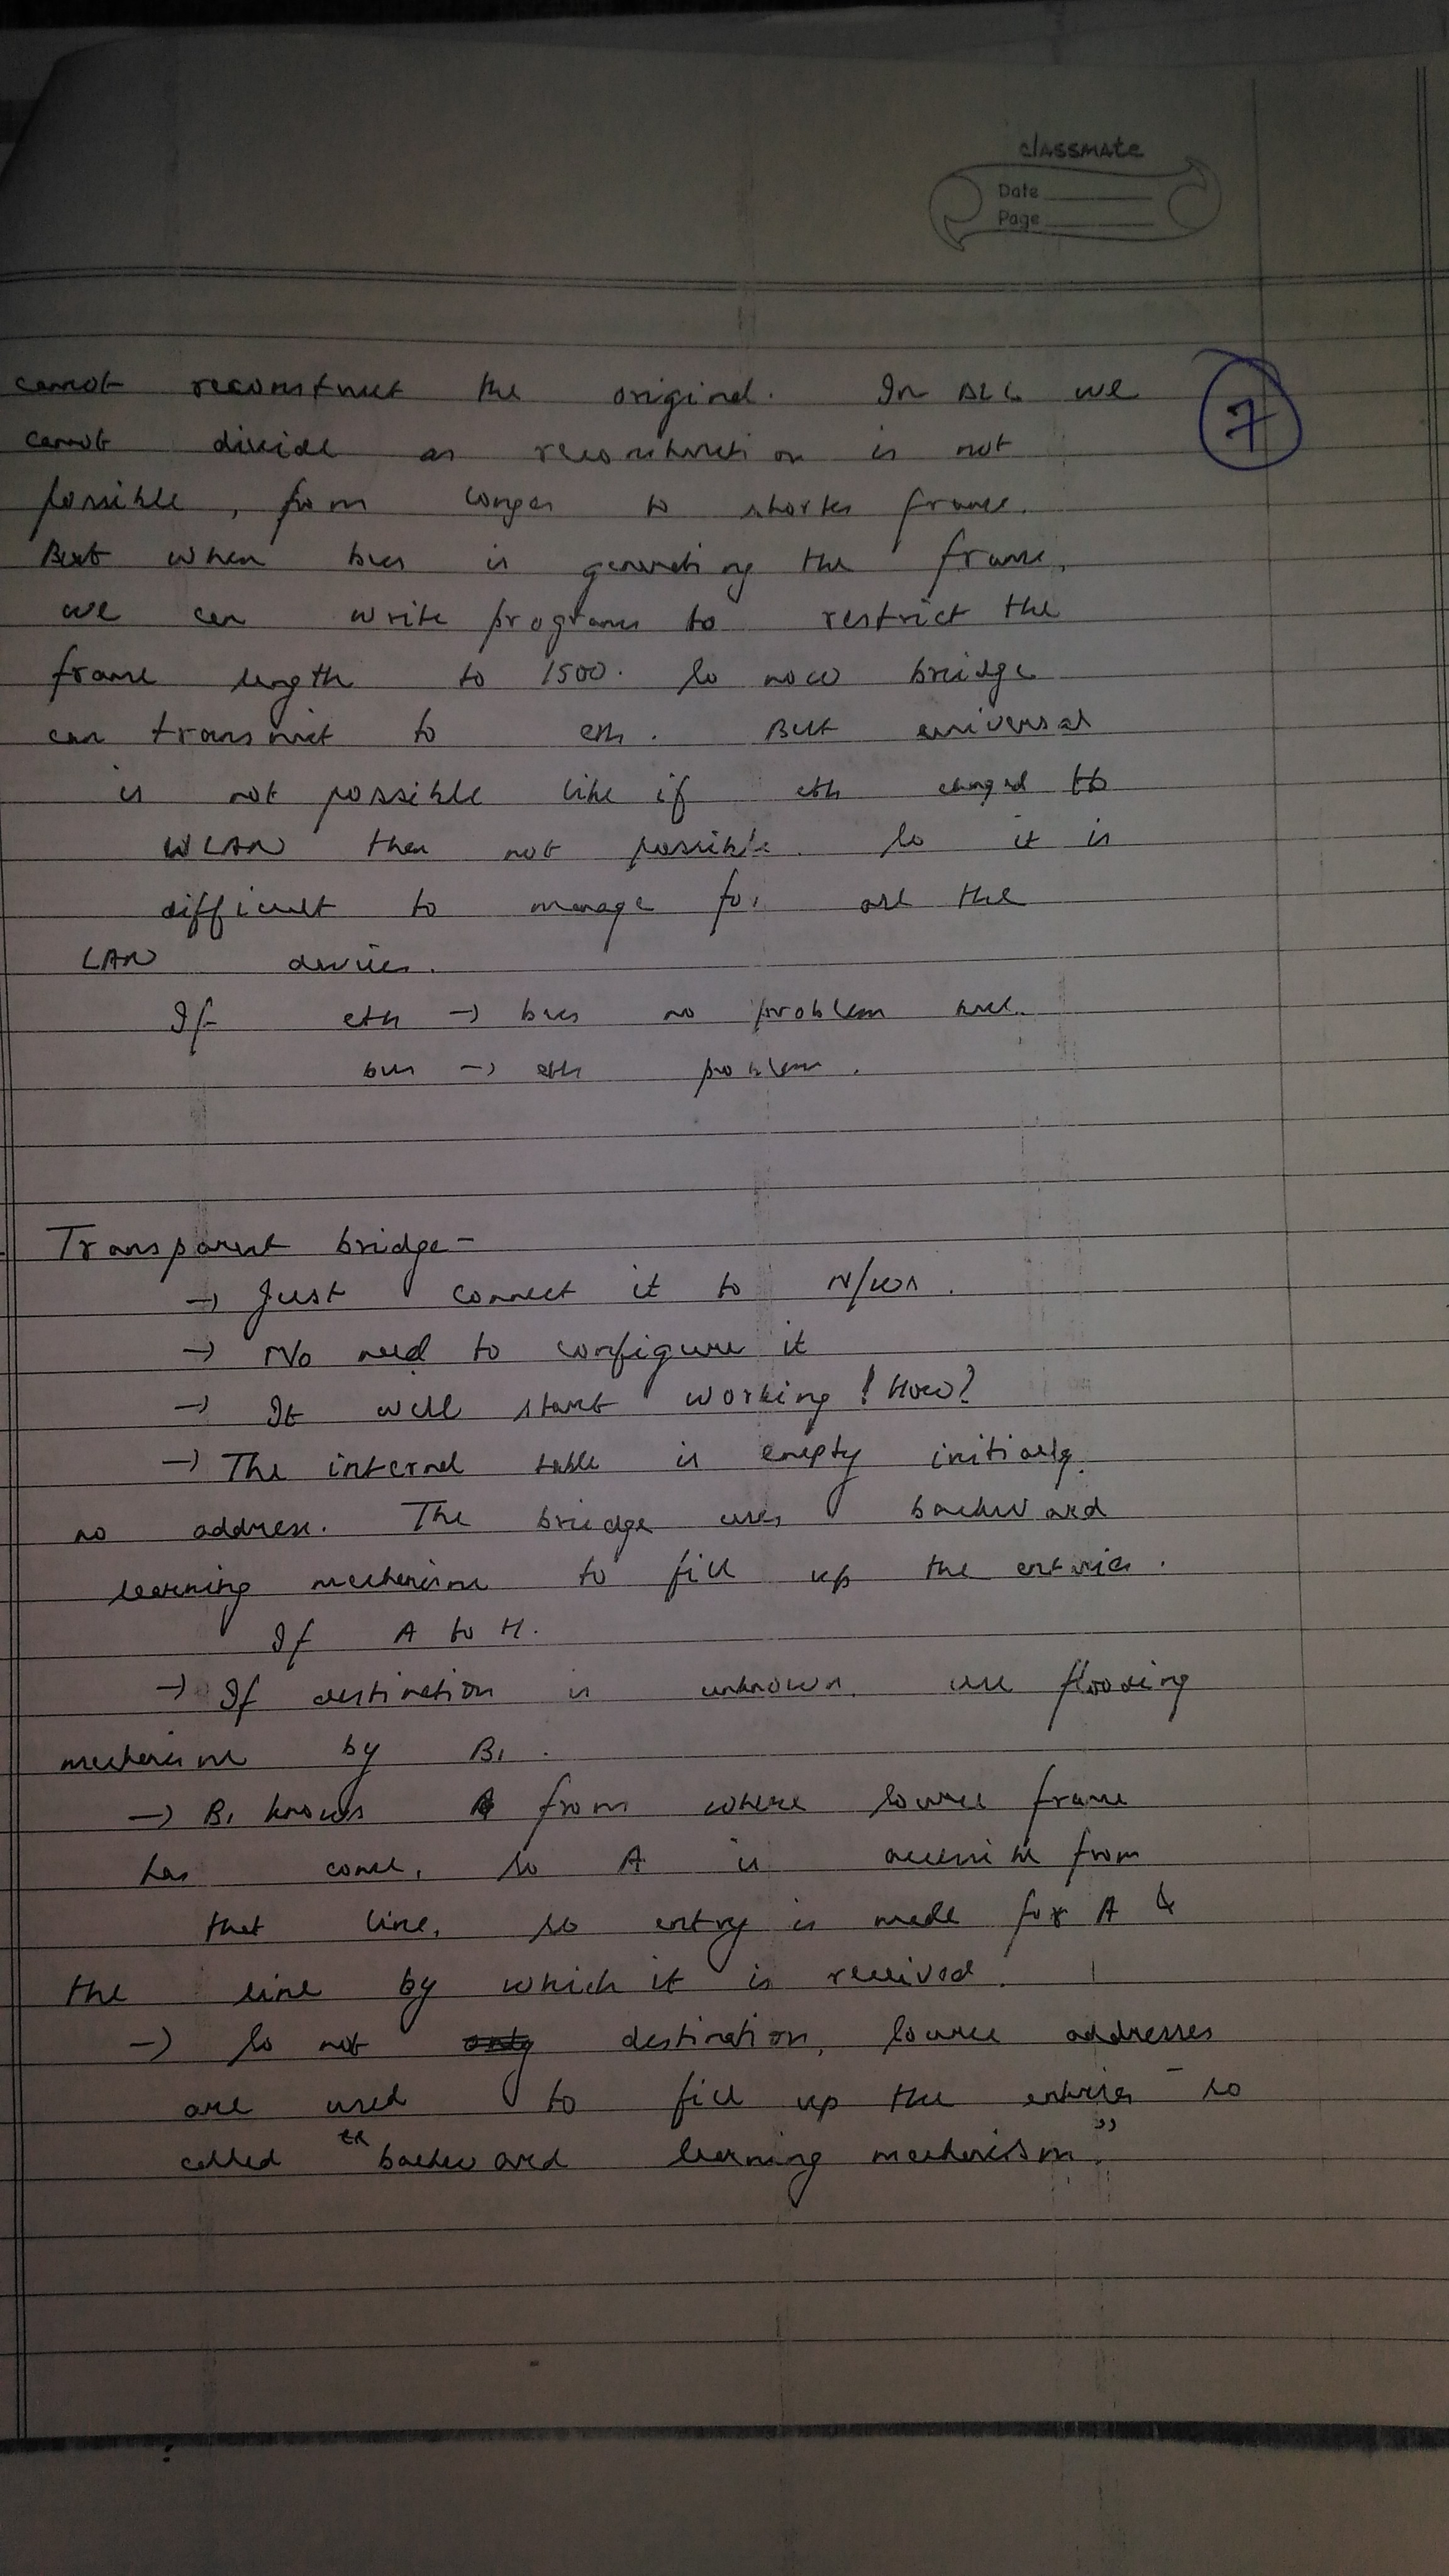 classmate
Date
Page
7
cannot reconstruct the original. In DLL we
cannot divide as reconstruction is not
possible, from longer to shorter frame.
But when bus is generating the frame,
we can write programs to restrict the
frame length to 1500. So now bridge
can transmit to eth. But universal
is not possible like if eth changed to
WLAN then not possible. So it is
difficult to manage for all the
LAN devices.
If eth → bus no problem but
bus → eth problem.
Transparent bridge-
→ Just connect it to N/W
→ No need to configure it
→ It will start working! How?
→ The internal table is empty initially.
no address. The bridge uses backward
learning mechanism to fill up the entries.
If A to H.
→ If destination is unknown, use flooding
mechanism by B1.
→ B1 knows from where source frame
has come, so A is accessible from
that line, so entry is made for A &
the line by which it is received.
→ So not only destination, source addresses
are used to fill up the entries so
called "backward learning mechanism".